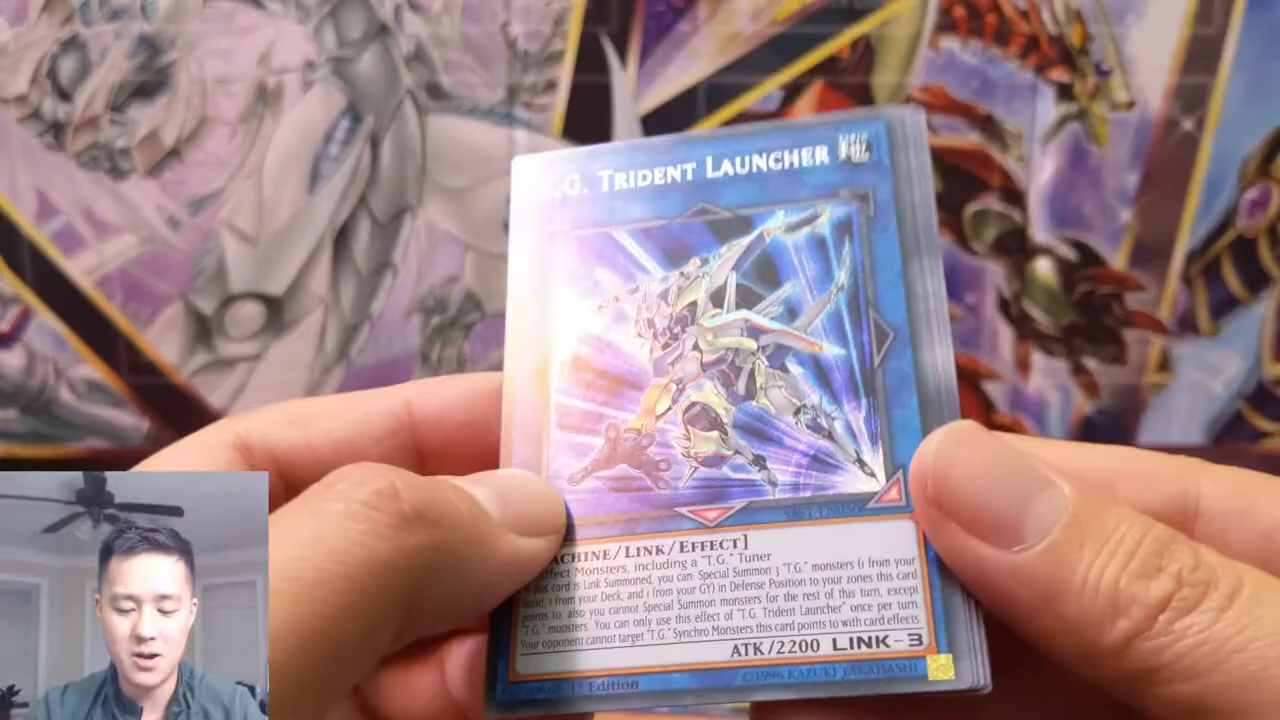 .G. TRIDENT LAUNCHER
ACHINE/LINK/EFFECT]
ffect Monsters, including a "T.G." Tuner
this card is Link Summoned, you can: Special Summon 3 "T.G." monsters (1 from your
hand, 1 from your Deck, and 1 from your GY) in Defense Position to your zones this card
points to also you cannot Special Summon monsters for the rest of this turn, except
"T.G." monsters. You can only use this effect of "T.G. Trident Launcher" once per turn.
Your opponent cannot target "T.G." Synchro Monsters this card points to with card effects.
ATK/2200 LINK-3
Edition
©1996 KAZUKI TAKAHASHI